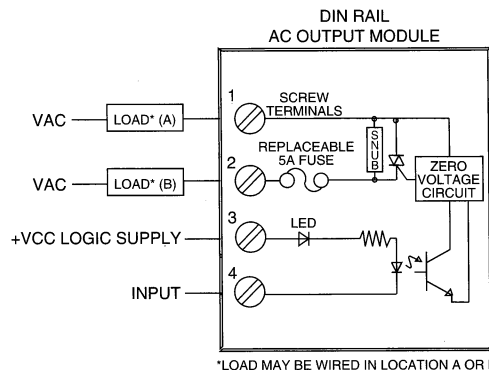 DIN RAIL
AC OUTPUT MODULE
1
SCREW
TERMINALS
VAC
LOAD* (A)
SNUB
REPLACEABLE
5A FUSE
2
ZERO
VOLTAGE
CIRCUIT
VAC
LOAD* (B)
3
LED
+VCC LOGIC SUPPLY
4
INPUT
*LOAD MAY BE WIRED IN LOCATION A OR